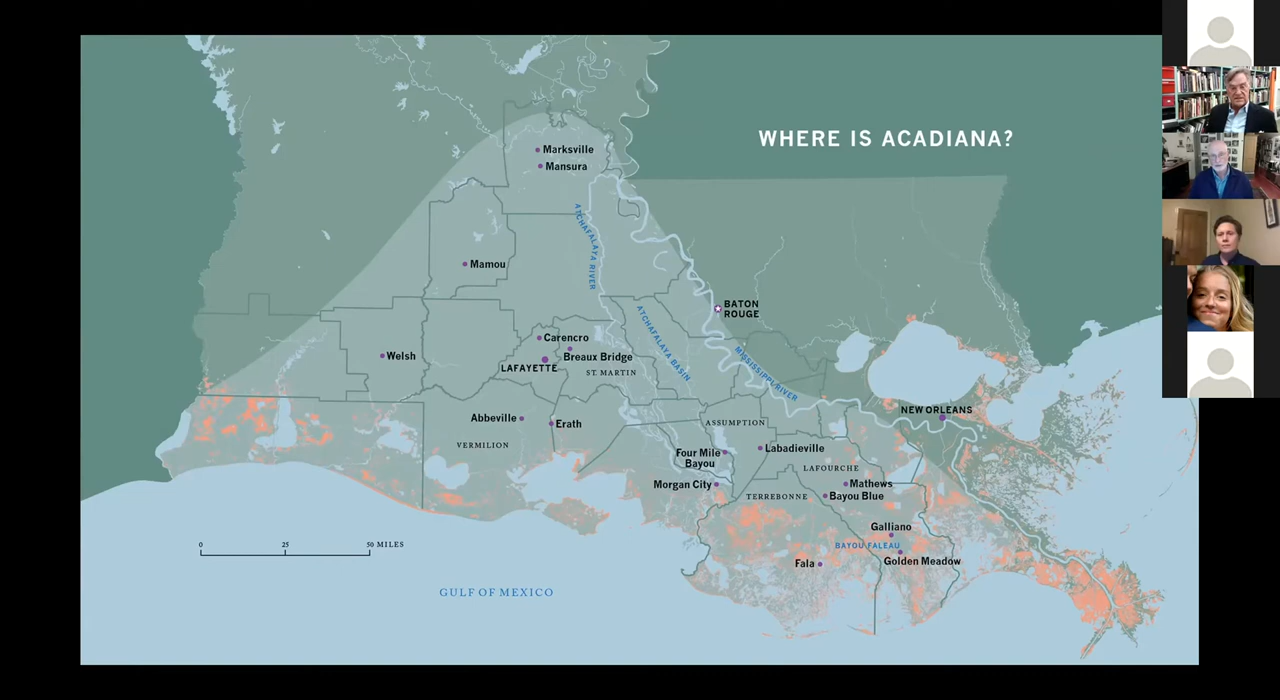 WHERE IS ACADIANA?
Marksville
Mansura
ATCHAFALAYA RIVER
Mamou
BATON
ROUGE
Carencro
Welsh
Breaux Bridge
LAFAYETTE
ST. MARTIN
ATCHAFALAYA BASIN
MISSISSIPPI RIVER
NEW ORLEANS
Abbeville
Erath
ASSUMPTION
VERMILION
Four Mile
Bayou
Labadieville
LAFOURCHE
Morgan City
Mathews
TERREBONNE
Bayou Blue
Galliano
BAYOU FALEAU
Fala
Golden Meadow
0 25 50 MILES
GULF OF MEXICO